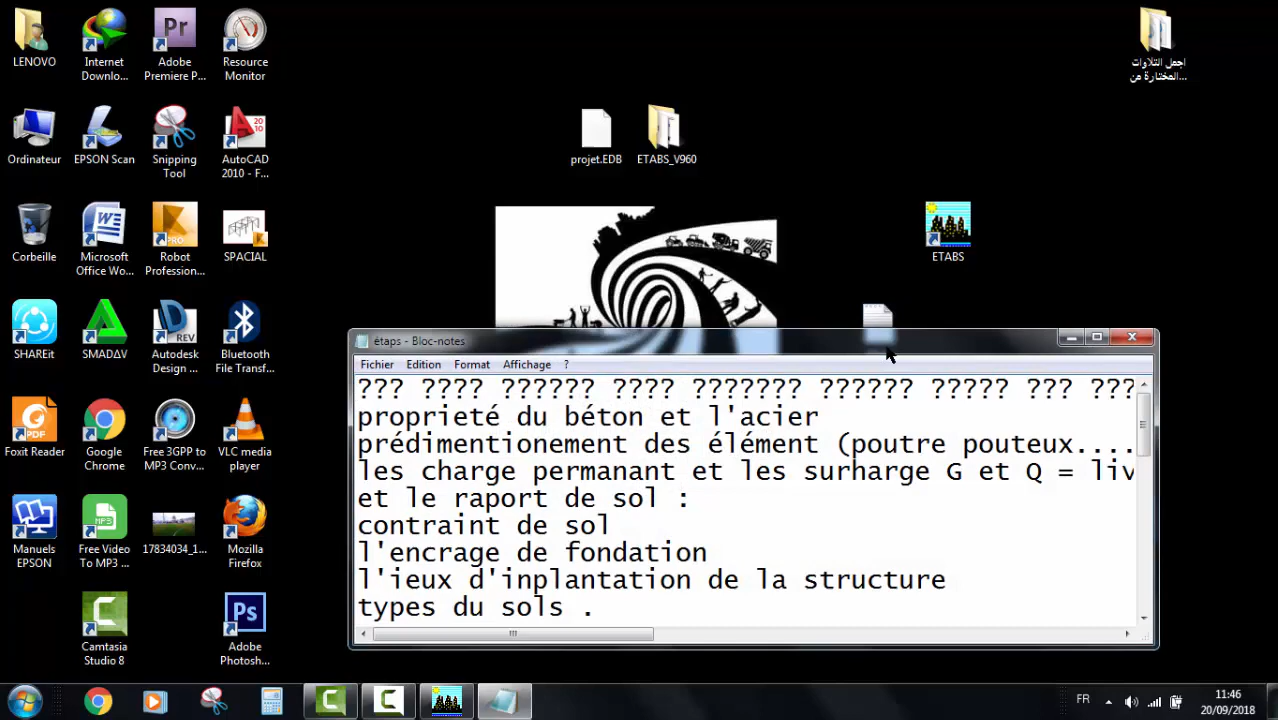 LENOVO
Internet
Downlo...
Adobe
Premiere P...
Resource
Monitor
اجمل التلاوات
المختارة من...
Ordinateur
EPSON Scan
Snipping
Tool
AutoCAD
2010 - F...
projet.EDB
ETABS_V960
Corbeille
Microsoft
Office Wo...
Robot
Profession...
SPACIAL
ETABS
SHAREit
SMADΔV
Autodesk
Design ...
Bluetooth
File Transf...
étaps - Bloc-notes
Fichier Edition Format Affichage ?
??? ???? ?????? ???? ??????? ?????? ????? ??? ???
proprieté du béton et l'acier
prédimentionement des élément (poutre pouteux....
les charge permanant et les surharge G et Q = liv
et le raport de sol :
contraint de sol
l'encrage de fondation
l'ieux d'inplantation de la structure
types du sols .
Foxit Reader
Google
Chrome
Free 3GPP to
MP3 Conv...
VLC media
player
Manuels
EPSON
Free Video
To MP3 ...
17834034_1...
Mozilla
Firefox
Camtasia
Studio 8
Adobe
Photosh...
FR
11:46
20/09/2018